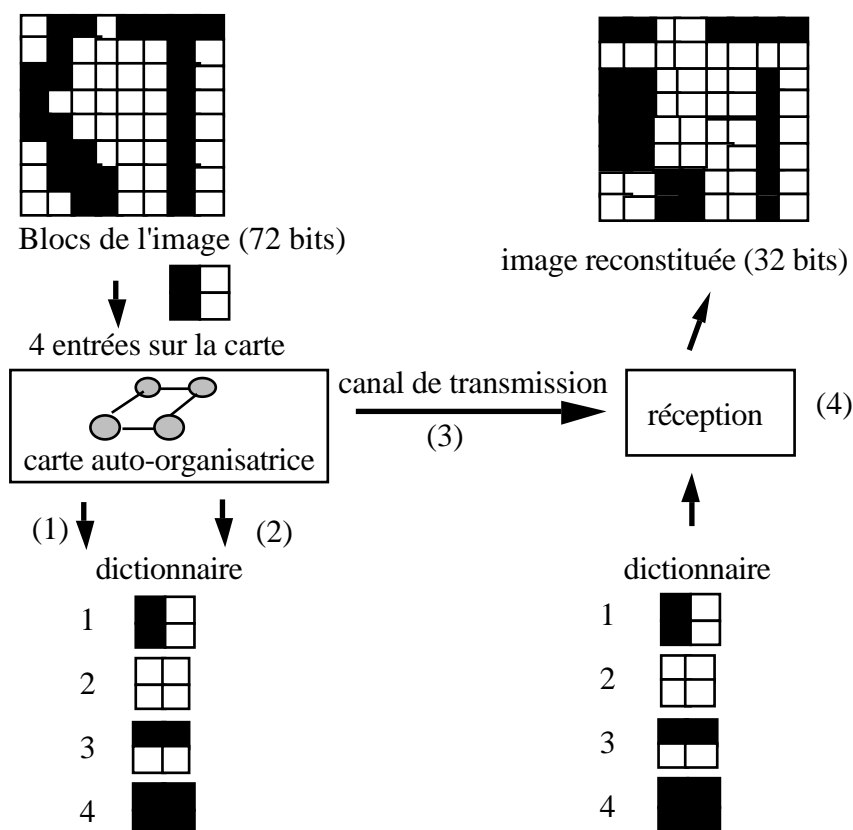 Blocs de l'image (72 bits)
image reconstituée (32 bits)
4 entrées sur la carte
canal de transmission
(3)
réception
(4)
carte auto-organisatrice
(1)
(2)
dictionnaire
1
2
3
4
dictionnaire
1
2
3
4